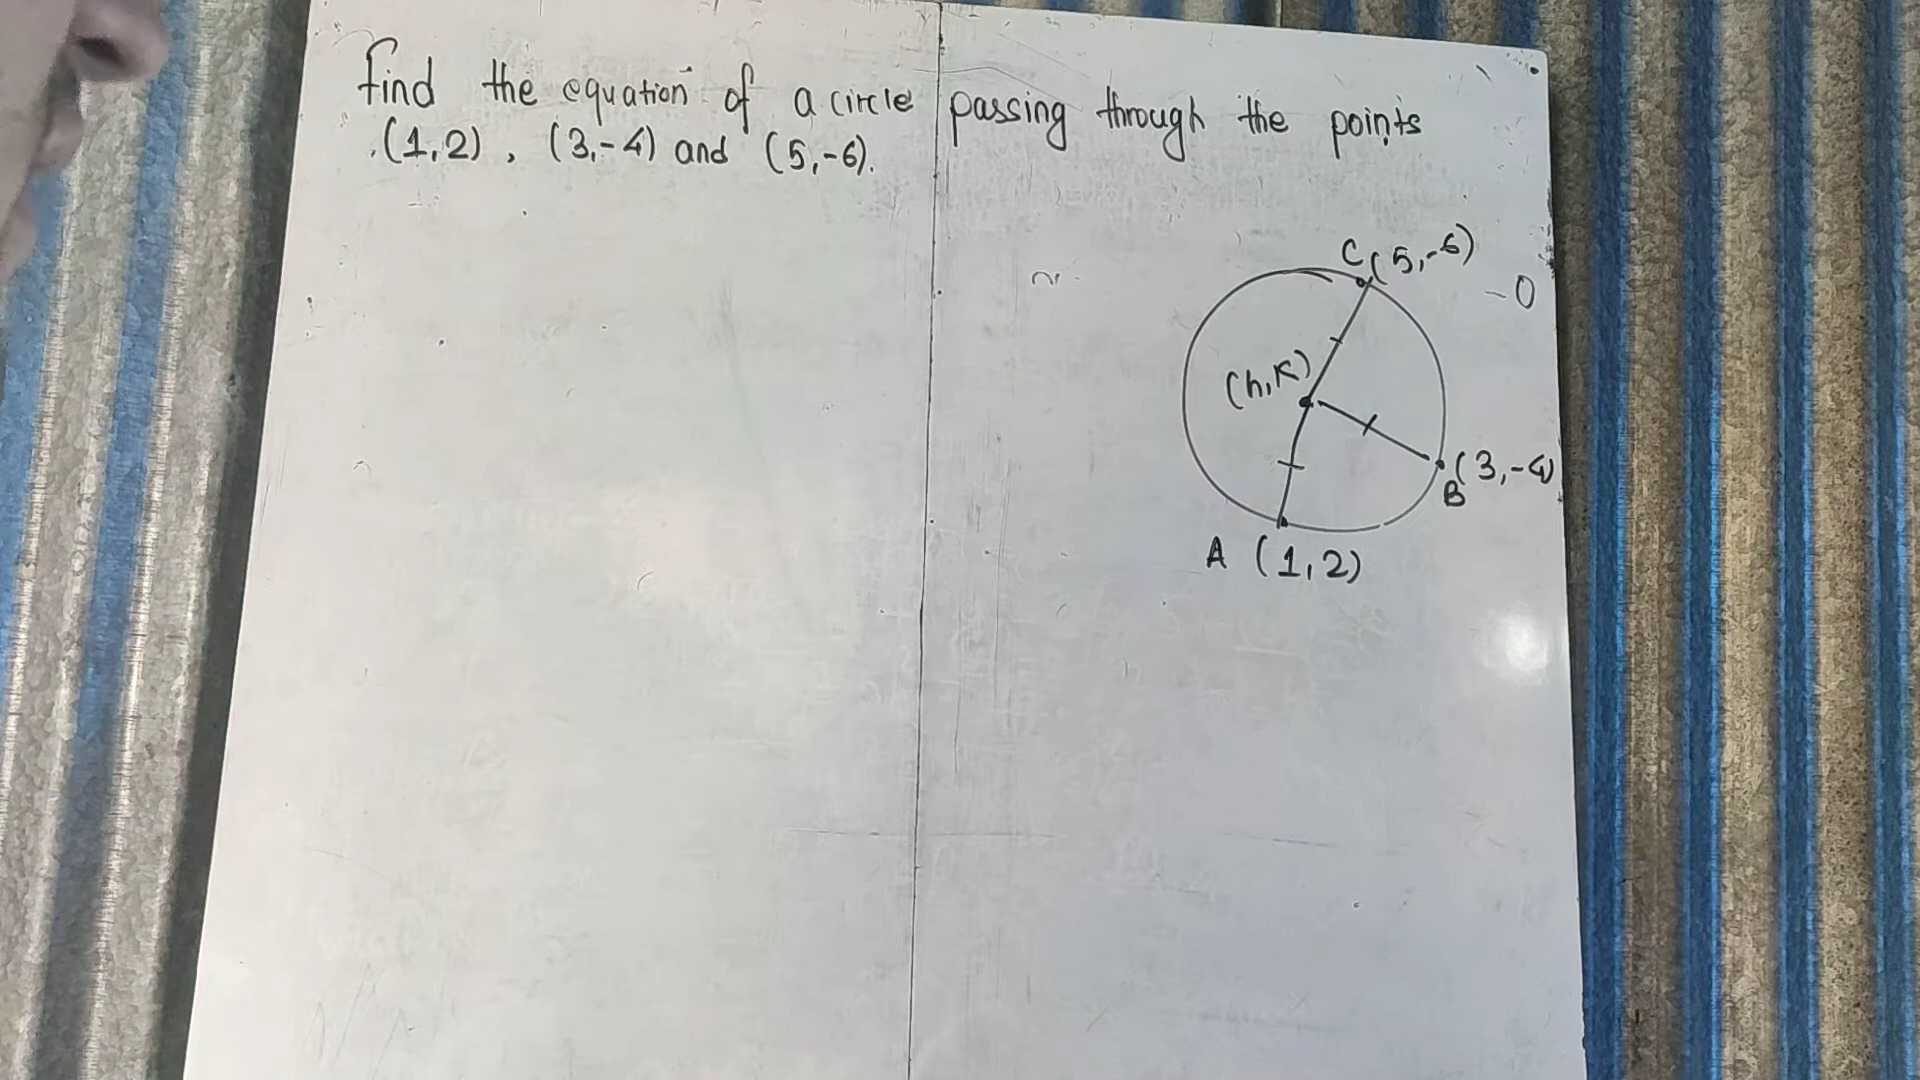 find the equation of a circle passing through the points
(1,2), (3,-4) and (5,-6).
C(5,-6)
(h,K)
(3,-4)
B
A (1,2)